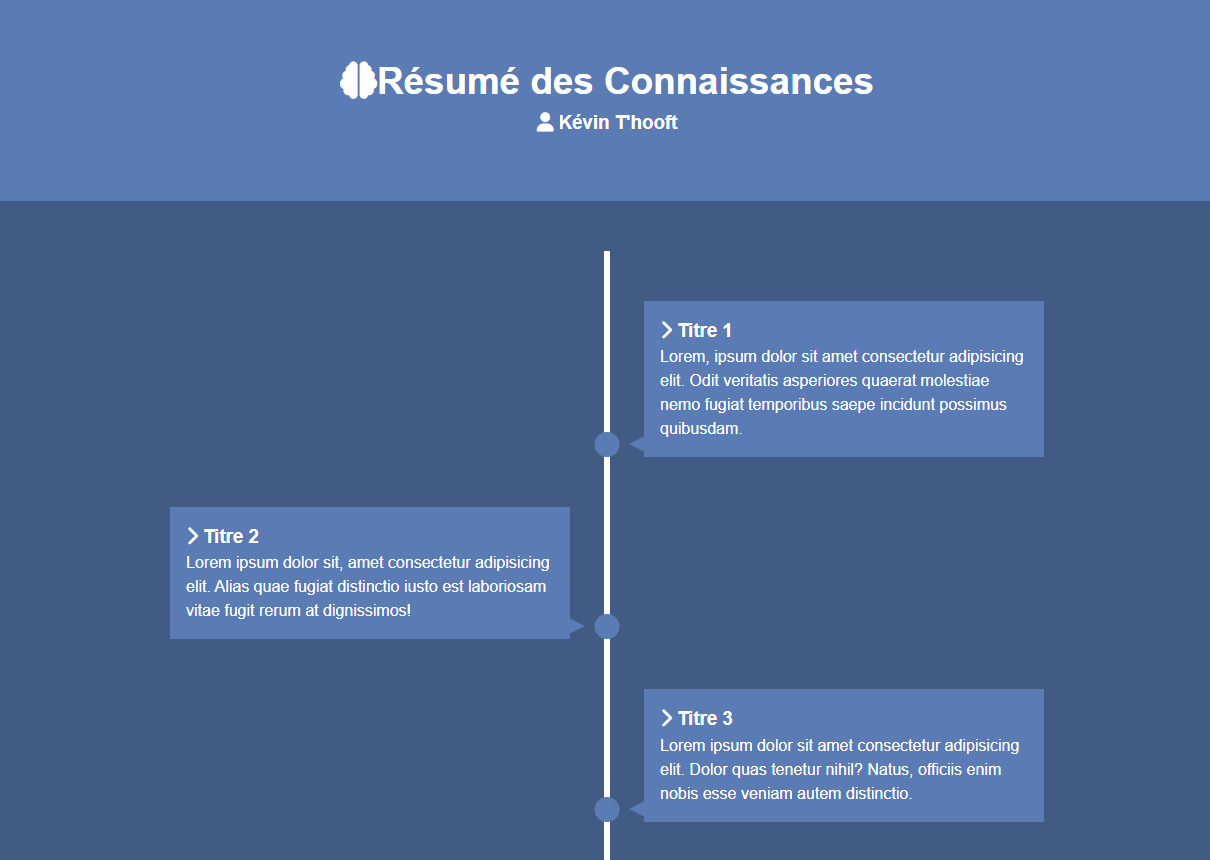 Résumé des Connaissances
Kévin T'hooft
Titre 1
Lorem, ipsum dolor sit amet consectetur adipisicing
elit. Odit veritatis asperiores quaerat molestiae
nemo fugiat temporibus saepe incidunt possimus
quibusdam.
Titre 2
Lorem ipsum dolor sit, amet consectetur adipisicing
elit. Alias quae fugiat distinctio iusto est laboriosam
vitae fugit rerum at dignissimos!
Titre 3
Lorem ipsum dolor sit amet consectetur adipisicing
elit. Dolor quas tenetur nihil? Natus, officiis enim
nobis esse veniam autem distinctio.